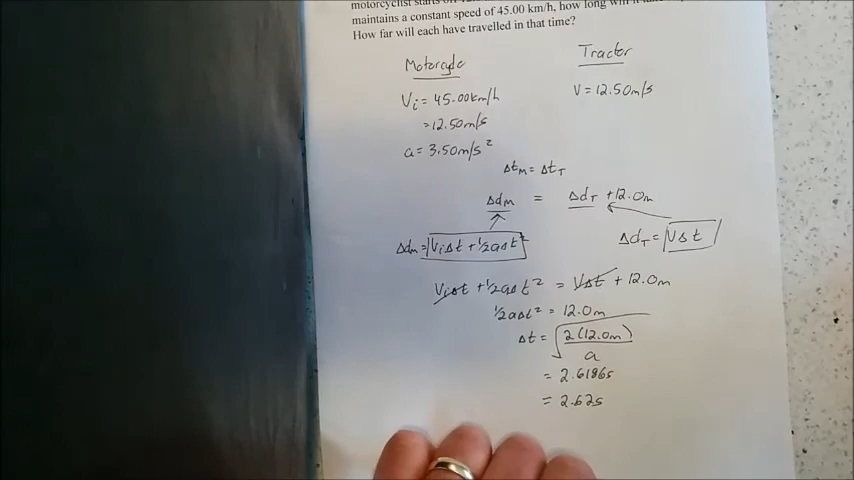 maintains a constant speed of 45.00 km/h, how long will it
How far will each have travelled in that time?
Motorcycle
Tractor
Vi = 45.00km/h
V = 12.50m/s
= 12.50m/s
a = 3.50m/s²
ΔtM = ΔtT
ΔdM = ΔdT + 12.0m
Δdm = ViΔt + ½aΔt²
ΔdT = VΔt
ViΔt + ½aΔt² = VΔt + 12.0m
½aΔt² = 12.0m
Δt = √(2(12.0m)/a)
= 2.6186s
= 2.62s